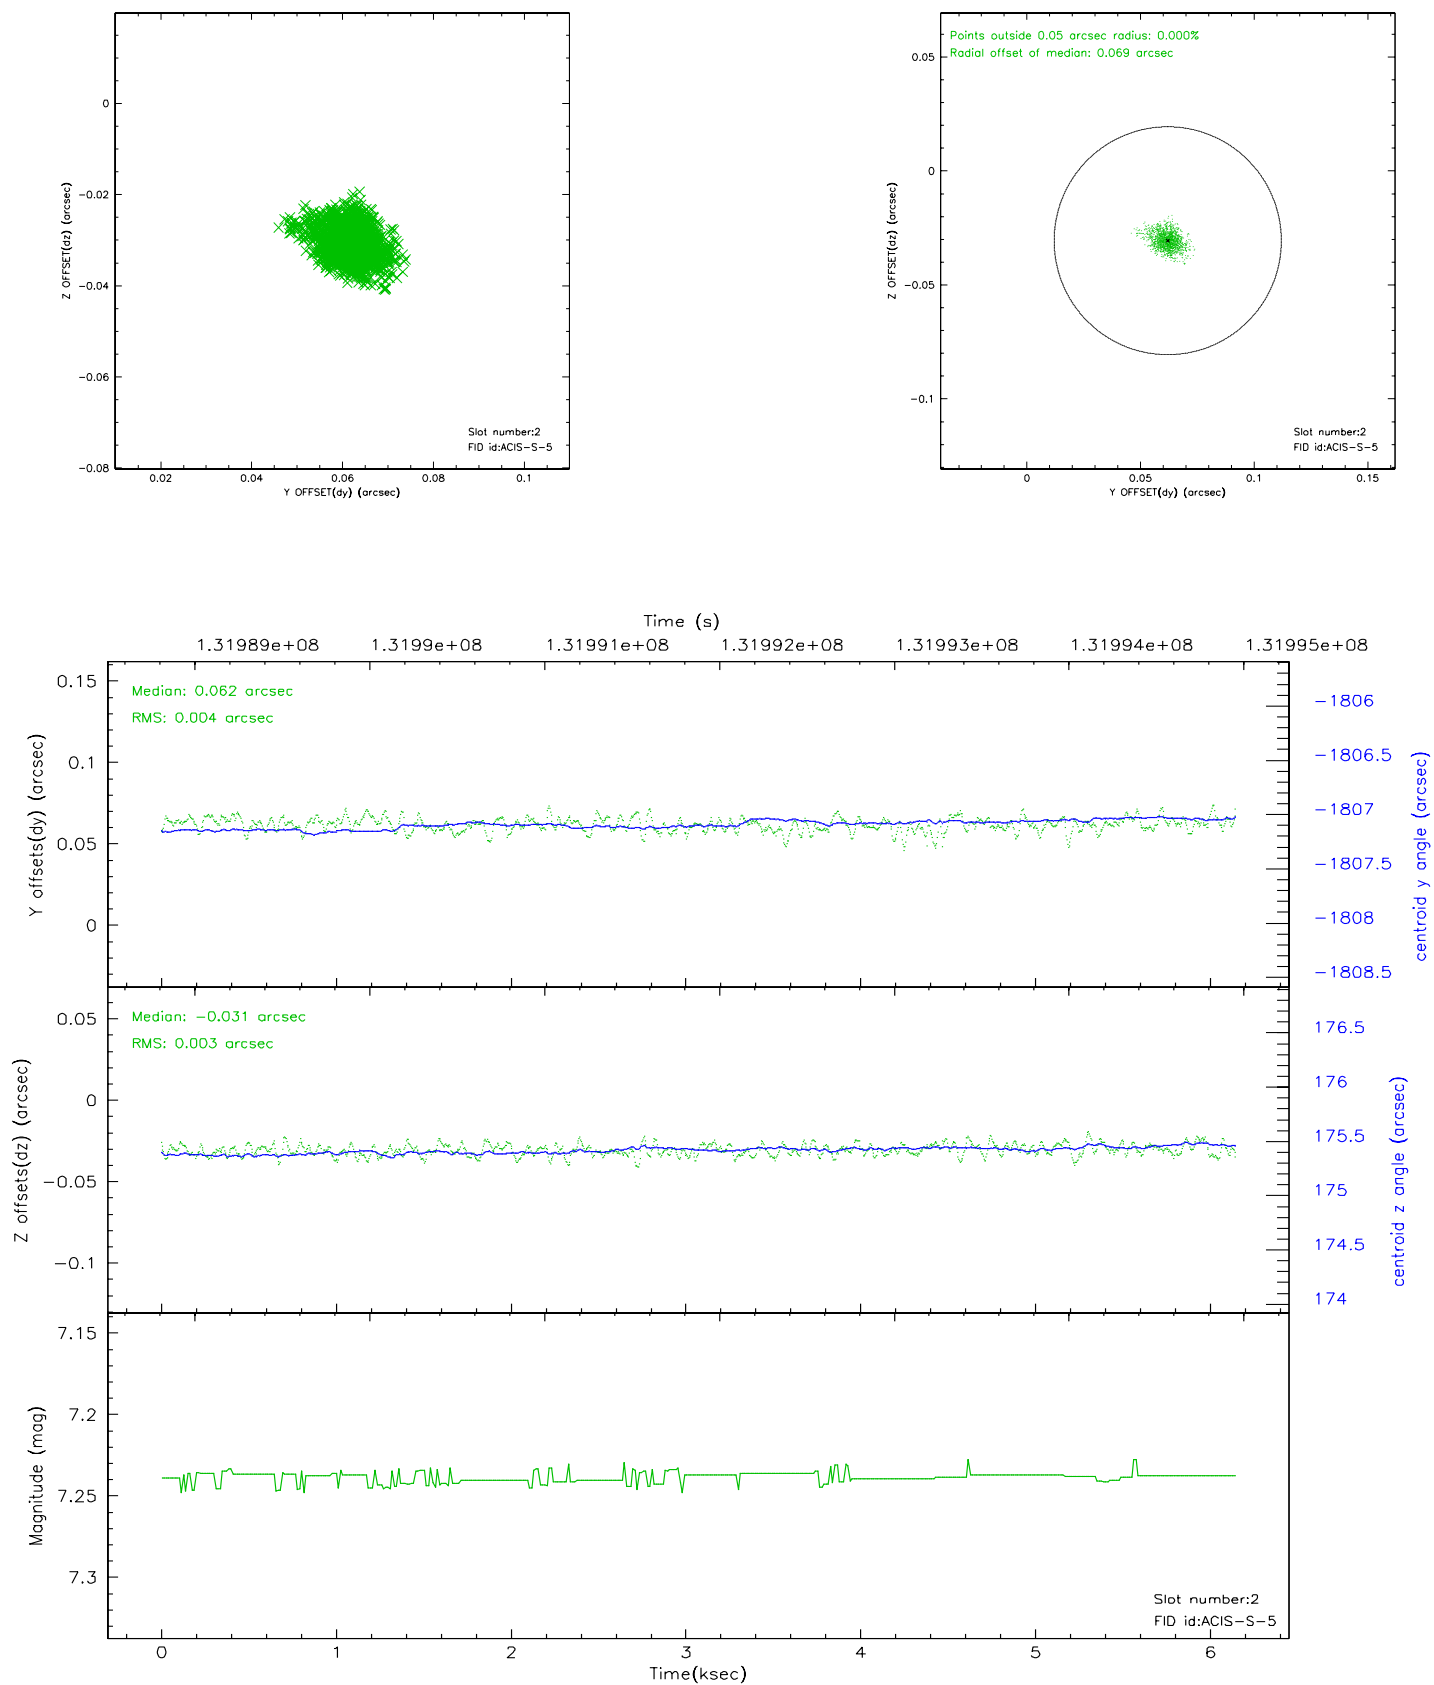 0
−0.02
−0.04
−0.06
−0.08
Z OFFSET(dz) (arcsec)
Slot number:2
FID id:ACIS−S−5
0.02 0.04 0.06 0.08 0.1
Y OFFSET(dy) (arcsec)
Points outside 0.05 arcsec radius: 0.000%
Radial offset of median: 0.069 arcsec
0.05
0
−0.05
−0.1
Z OFFSET(dz) (arcsec)
Slot number:2
FID id:ACIS−S−5
0 0.05 0.1 0.15
Y OFFSET(dy) (arcsec)
Time (s)
1.31989e+08 1.3199e+08 1.31991e+08 1.31992e+08 1.31993e+08 1.31994e+08 1.31995e+08
Median: 0.062 arcsec
RMS: 0.004 arcsec
0.15
0.1
0.05
0
Y offsets(dy) (arcsec)
−1806
−1806.5
−1807
−1807.5
−1808
−1808.5
centroid y angle (arcsec)
Median: −0.031 arcsec
RMS: 0.003 arcsec
0.05
0
−0.05
−0.1
Z offsets(dz) (arcsec)
176.5
176
175.5
175
174.5
174
centroid z angle (arcsec)
7.15
7.2
7.25
7.3
Magnitude (mag)
Slot number:2
FID id:ACIS−S−5
0 1 2 3 4 5 6
Time(ksec)